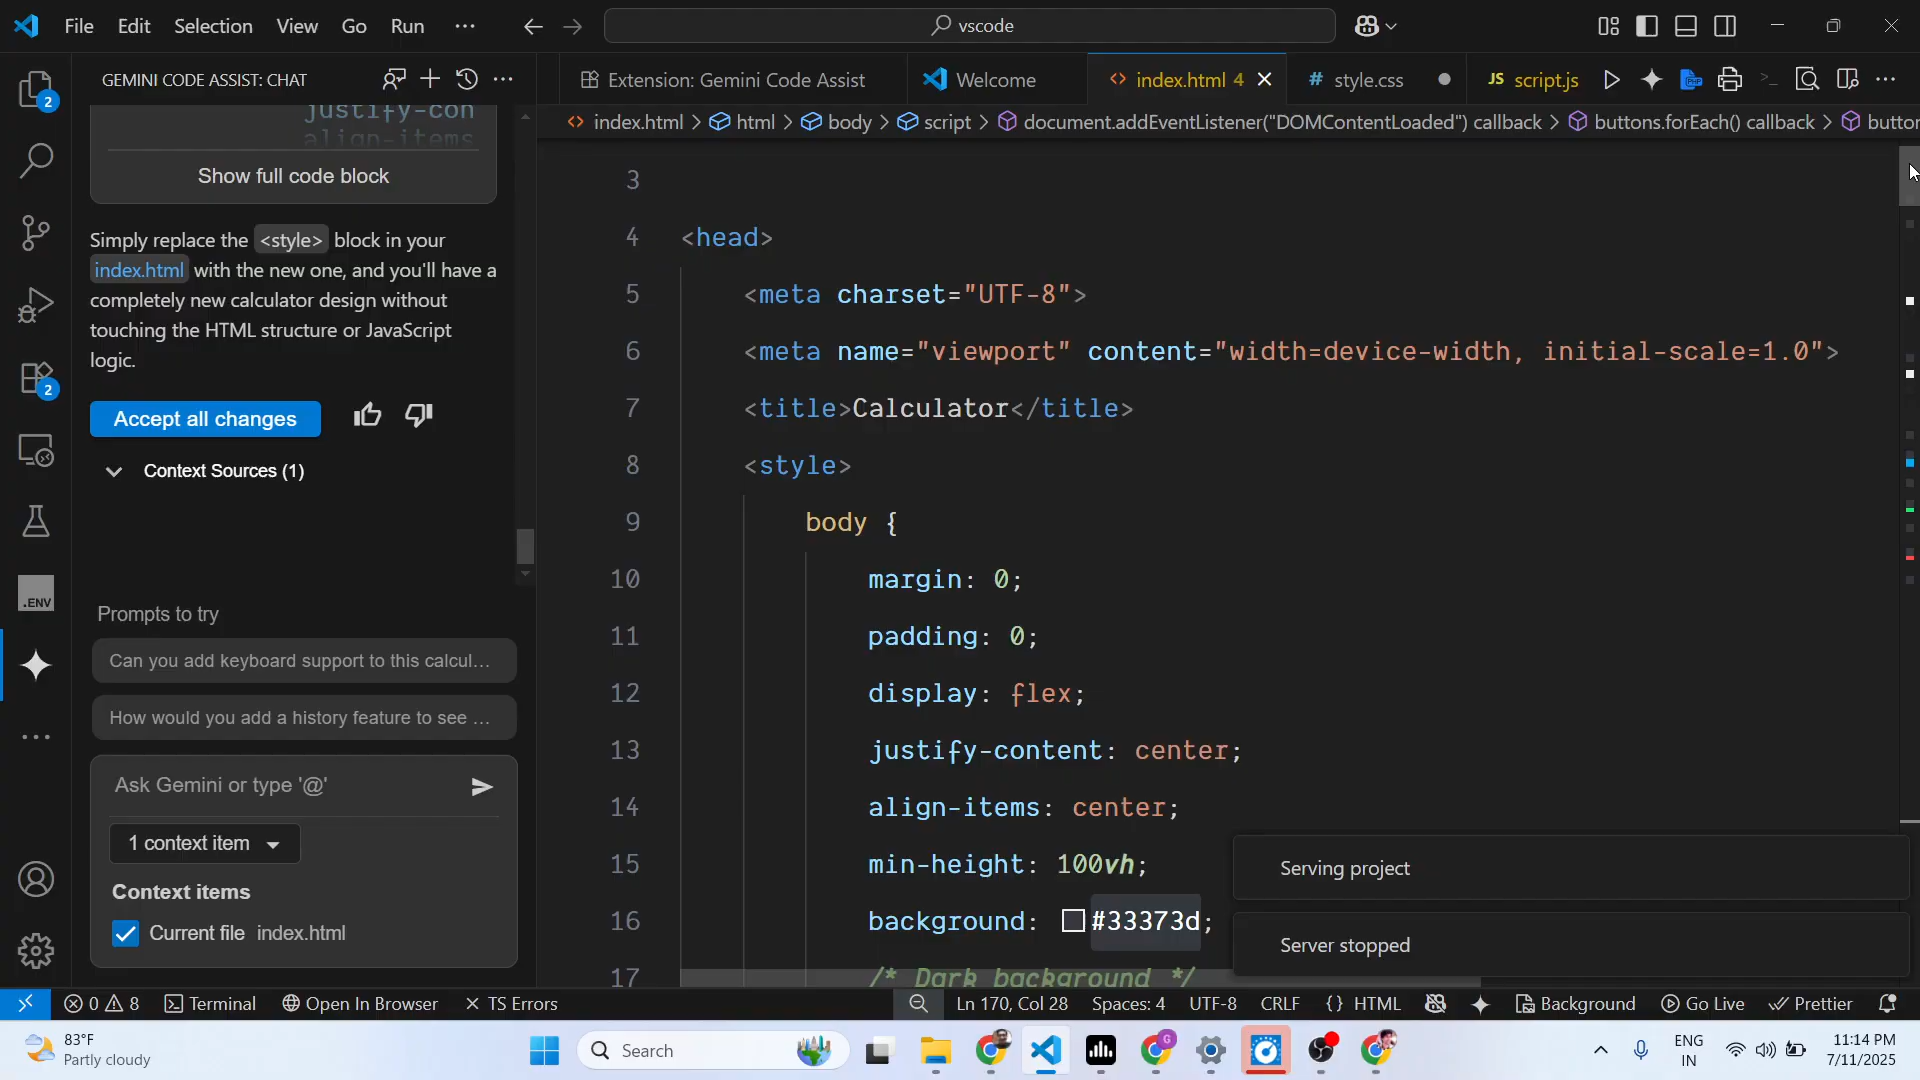 File Edit Selection View Go Run ···
vscode
GEMINI CODE ASSIST: CHAT
justify-con
align-items
Show full code block
Simply replace the <style> block in your
index.html with the new one, and you'll have a
completely new calculator design without
touching the HTML structure or JavaScript
logic.
Accept all changes
Context Sources (1)
Prompts to try
Can you add keyboard support to this calcul...
How would you add a history feature to see ...
Ask Gemini or type '@'
1 context item
Context items
Current file index.html
2
2
.ENV
Extension: Gemini Code Assist
Welcome
<> index.html 4
# style.css
JS script.js
<> index.html > html > body > script > document.addEventListener("DOMContentLoaded") callback > buttons.forEach() callback > button
3
4 <head>
5 <meta charset="UTF-8">
6 <meta name="viewport" content="width=device-width, initial-scale=1.0">
7 <title>Calculator</title>
8 <style>
9 body {
10 margin: 0;
11 padding: 0;
12 display: flex;
13 justify-content: center;
14 align-items: center;
15 min-height: 100vh;
16 background: #33373d;
17 /* Dark background */
Serving project
Server stopped
0 8 Terminal Open In Browser TS Errors
Ln 170, Col 28 Spaces: 4 UTF-8 CRLF {} HTML Background Go Live Prettier
83°F
Partly cloudy
Search
G
ENG
IN
11:14 PM
7/11/2025